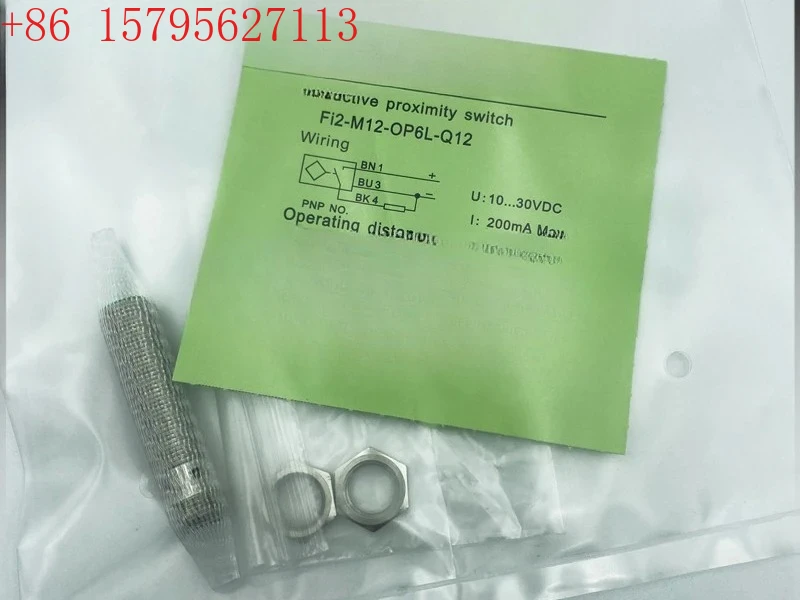 +86 15795627113
proximity switch
Fi2-M12-OP6L-Q12
Wiring
BN 1 +
BU 3 −
BK 4
PNP NO.
U: 10...30VDC
I: 200mA
Operating